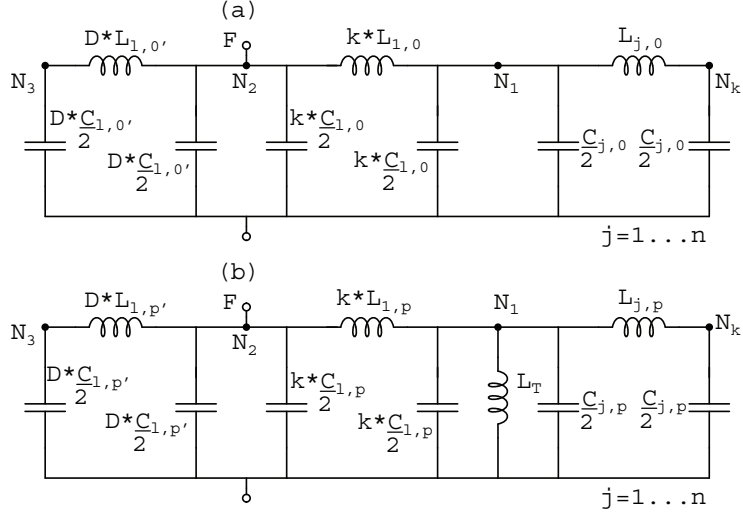 (a)
D*L1,0' F k*L1,0 Lj,0
N3 N2 N1 Nk
D*C1,0'/2 D*C1,0'/2 k*C1,0/2 k*C1,0/2 Cj,0/2 Cj,0/2
j=1...n
(b)
D*L1,p' F k*L1,p N1 Lj,p
N3 N2 Nk
D*C1,p'/2 D*C1,p'/2 k*C1,p/2 k*C1,p/2 LT Cj,p/2 Cj,p/2
j=1...n